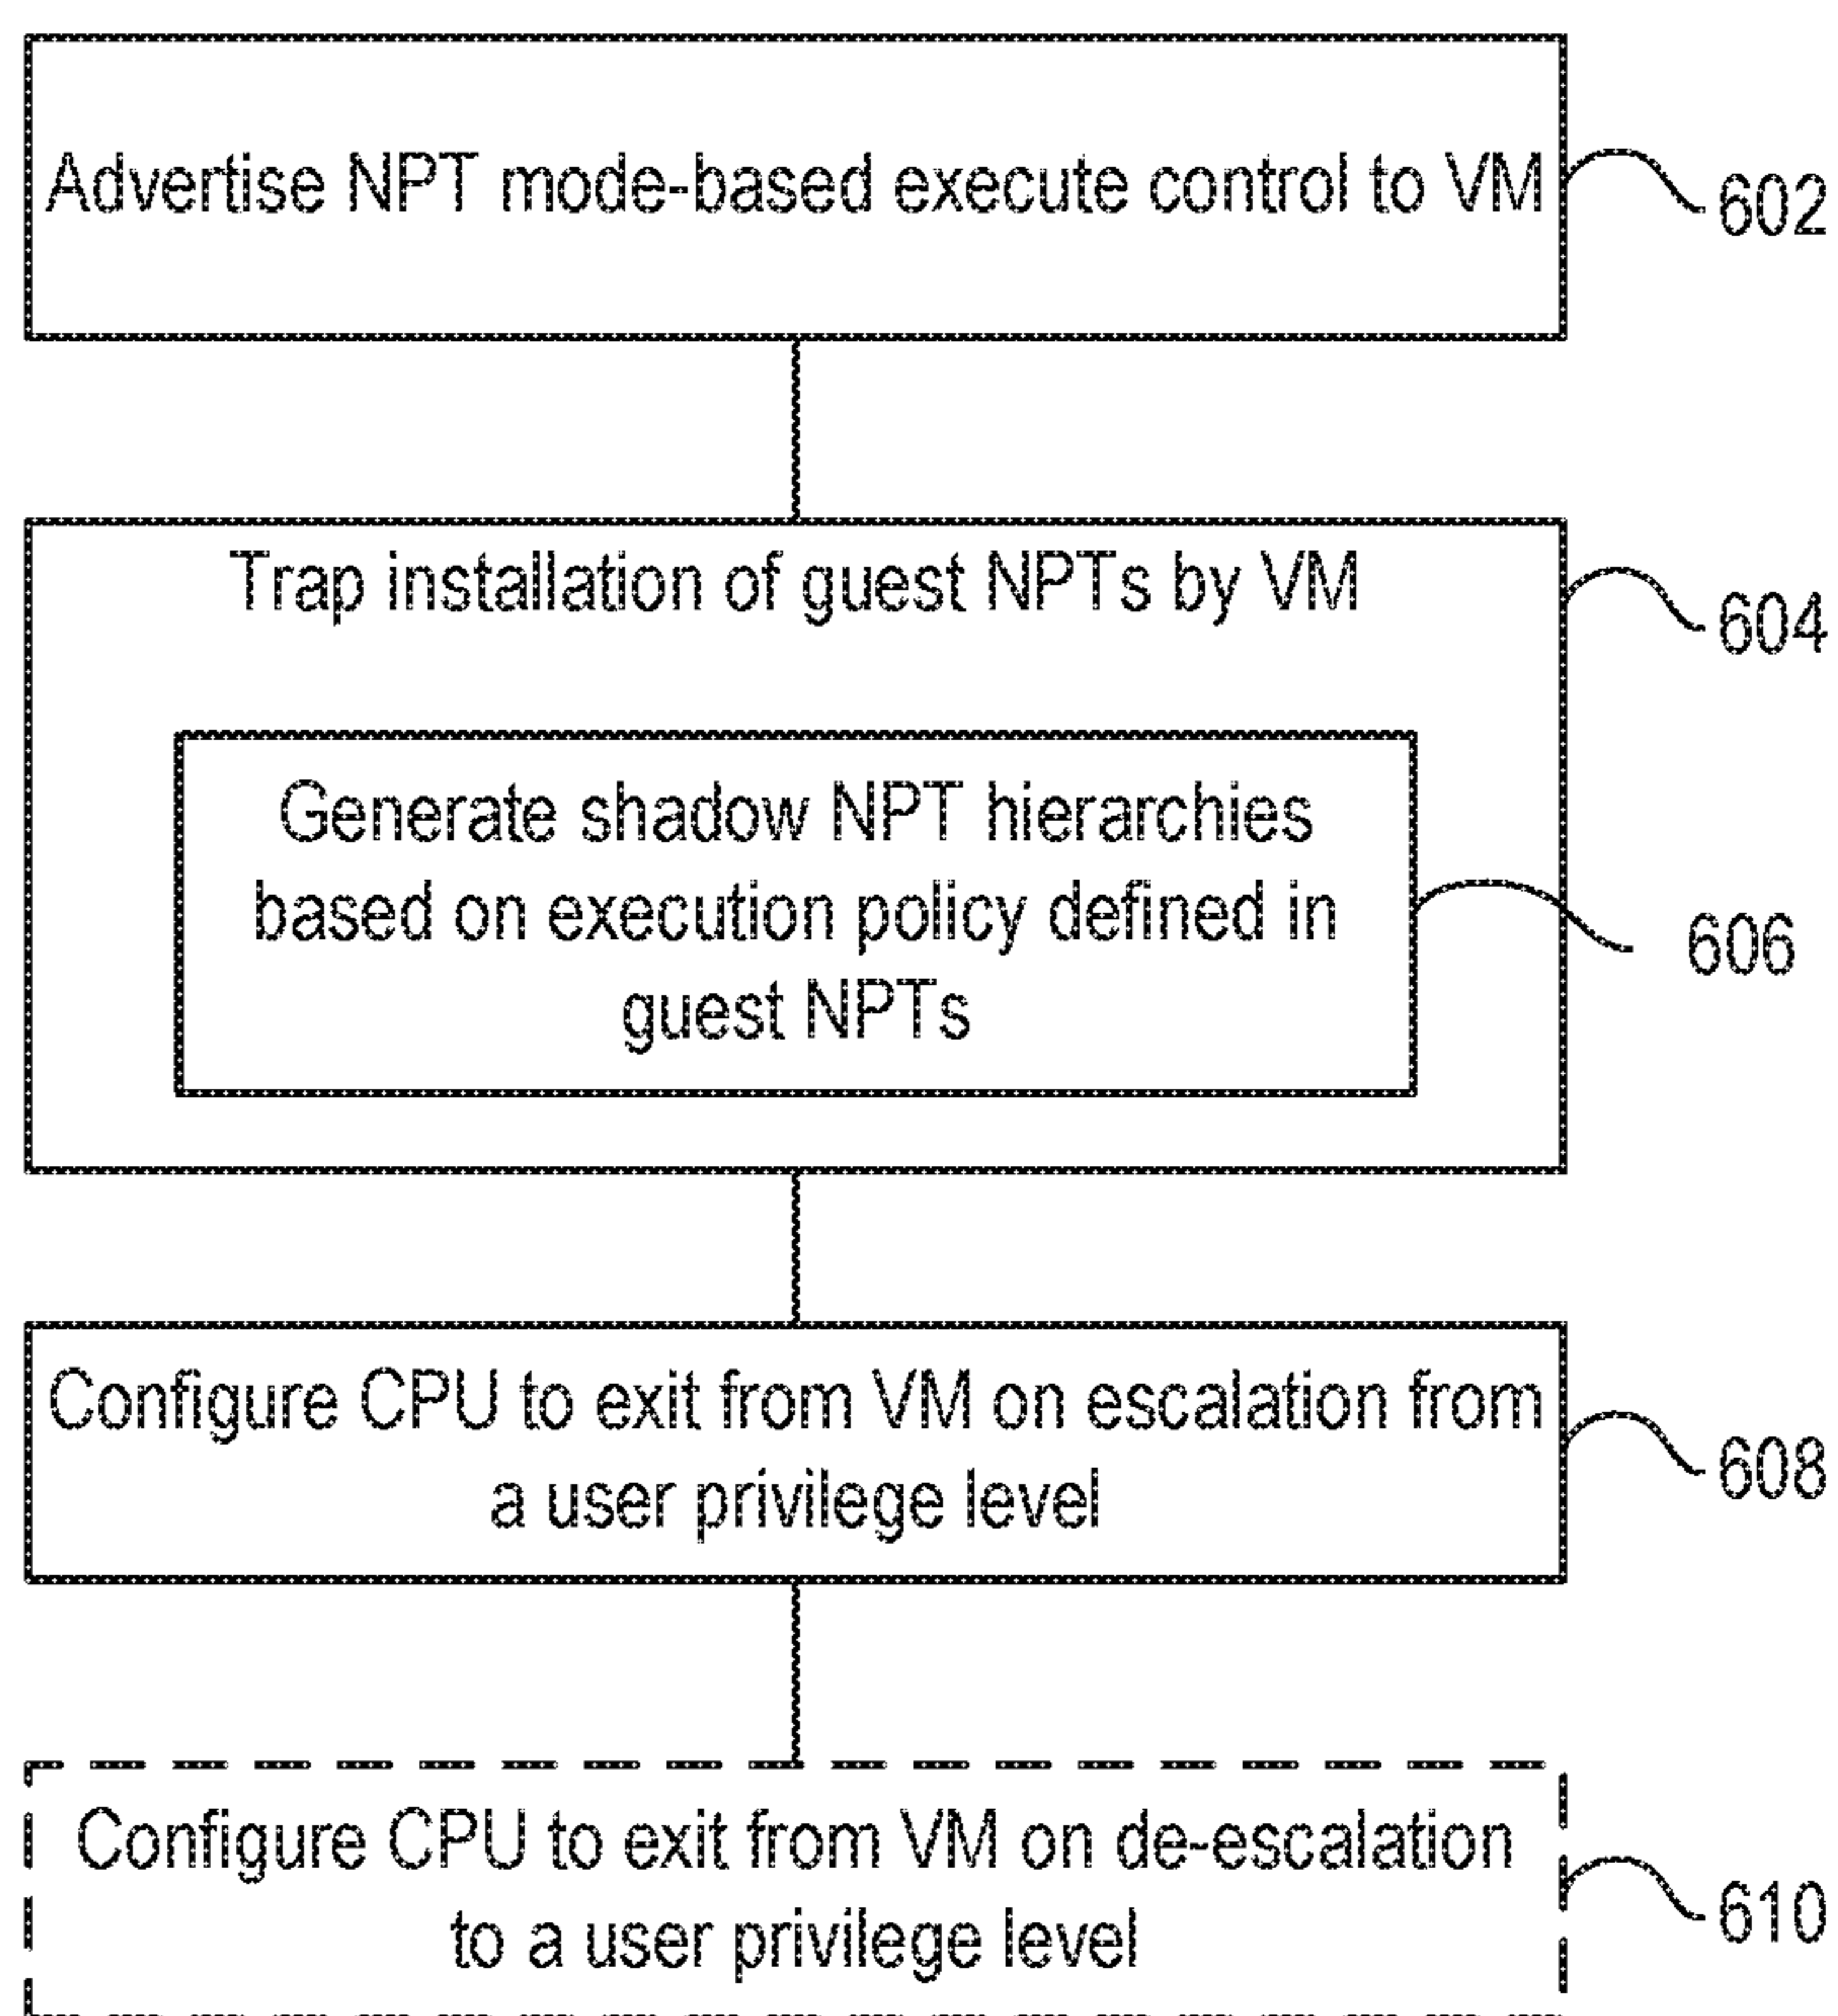 Advertise NPT mode-based execute control to VM
602
Trap installation of guest NPTs by VM
604
Generate shadow NPT hierarchies
based on execution policy defined in
guest NPTs
606
Configure CPU to exit from VM on escalation from
a user privilege level
608
Configure CPU to exit from VM on de-escalation
to a user privilege level
610